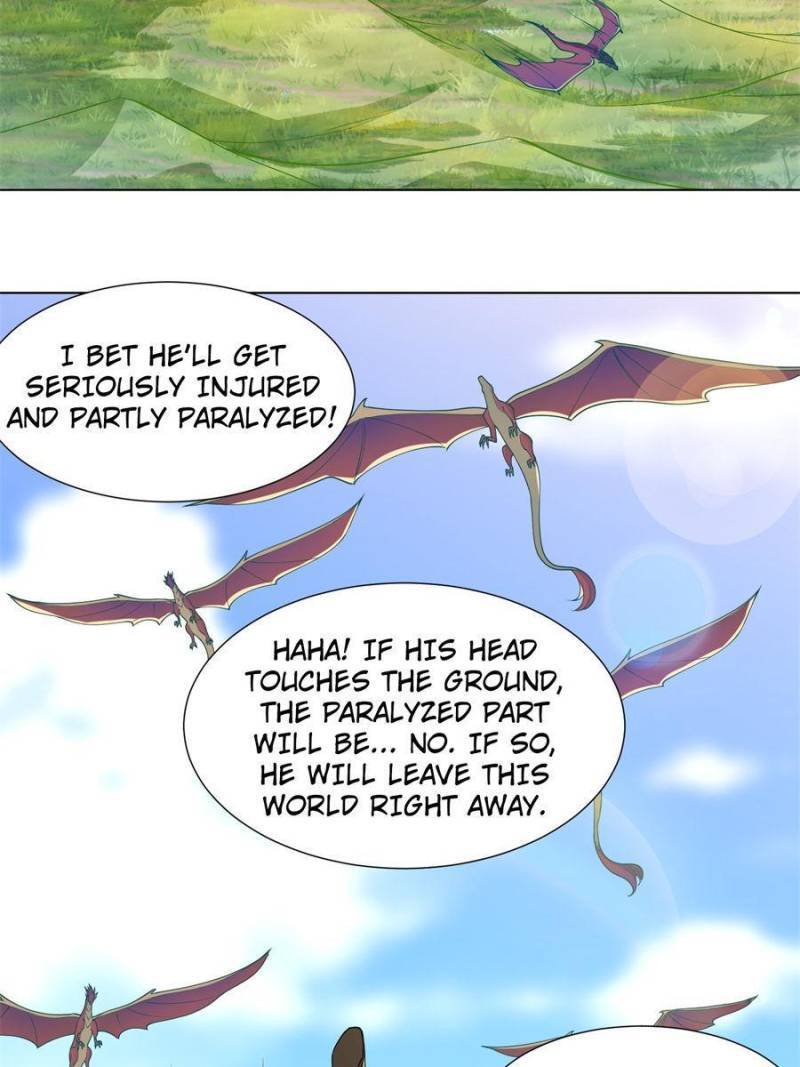 I BET HE'LL GET
SERIOUSLY INJURED
AND PARTLY PARALYZED!
HAHA! IF HIS HEAD
TOUCHES THE GROUND,
THE PARALYZED PART
WILL BE... NO. IF SO,
HE WILL LEAVE THIS
WORLD RIGHT AWAY.